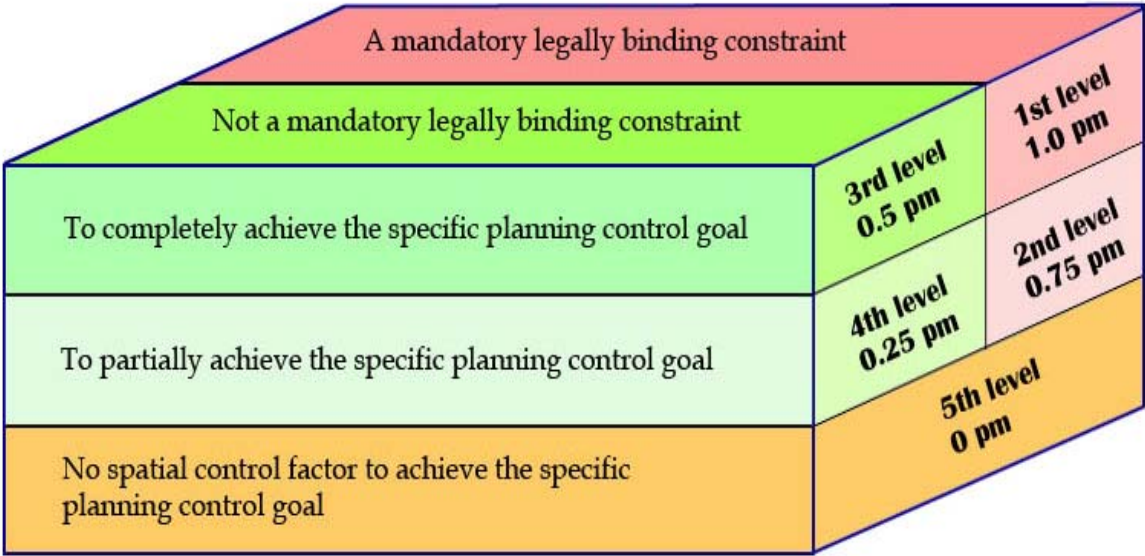 A mandatory legally binding constraint
Not a mandatory legally binding constraint
To completely achieve the specific planning control goal
To partially achieve the specific planning control goal
No spatial control factor to achieve the specific
planning control goal
1st level
1.0 pm
3rd level
0.5 pm
2nd level
0.75 pm
4th level
0.25 pm
5th level
0 pm